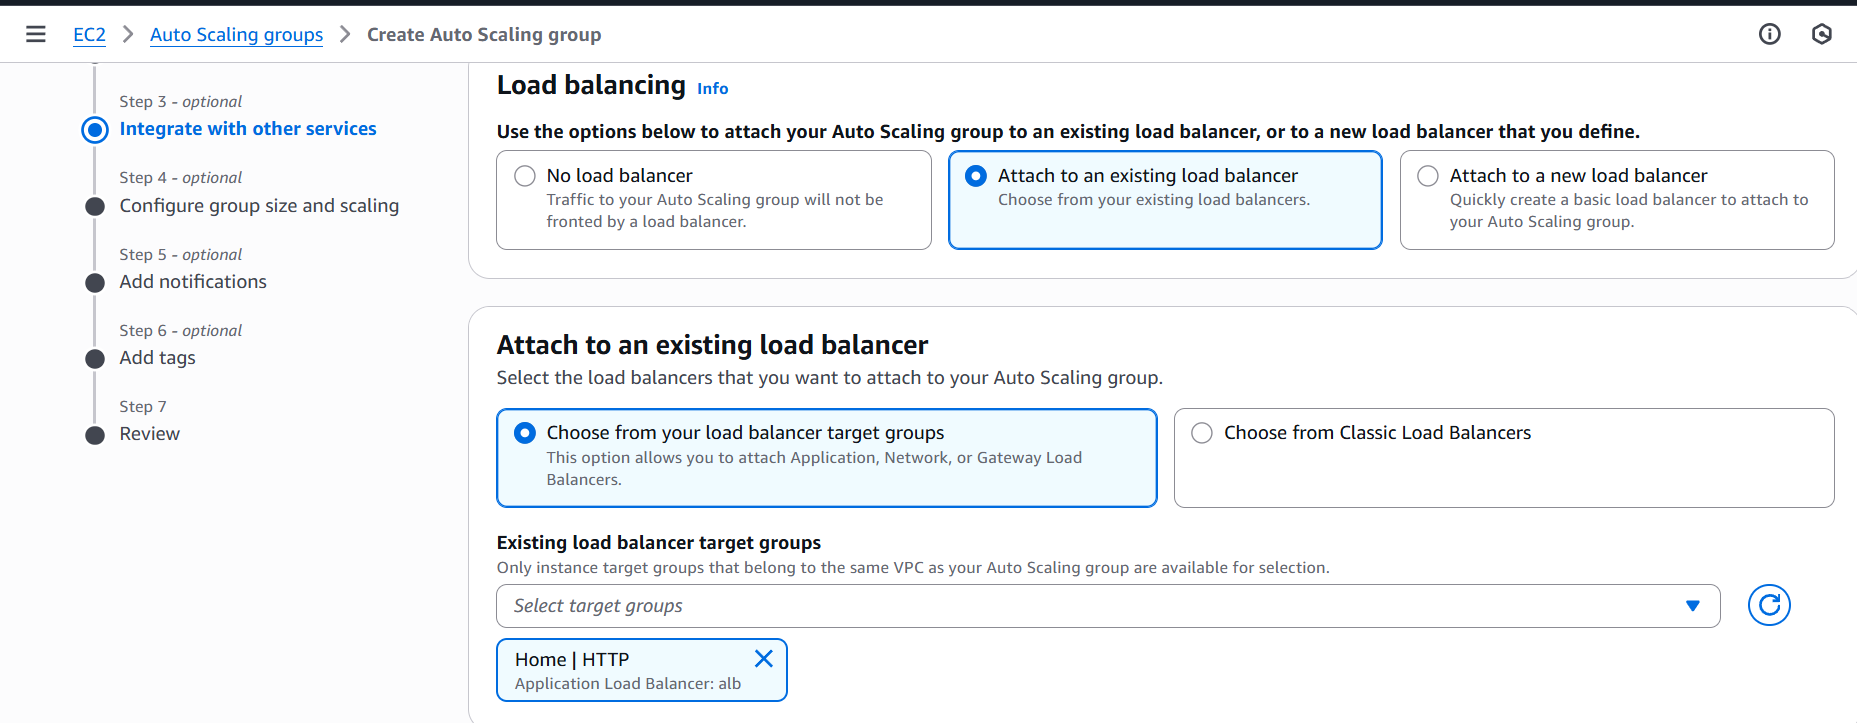 EC2 > Auto Scaling groups > Create Auto Scaling group
Step 3 - optional
Integrate with other services
Step 4 - optional
Configure group size and scaling
Step 5 - optional
Add notifications
Step 6 - optional
Add tags
Step 7
Review
Load balancing Info
Use the options below to attach your Auto Scaling group to an existing load balancer, or to a new load balancer that you define.
No load balancer
Traffic to your Auto Scaling group will not be
fronted by a load balancer.
Attach to an existing load balancer
Choose from your existing load balancers.
Attach to a new load balancer
Quickly create a basic load balancer to attach to
your Auto Scaling group.
Attach to an existing load balancer
Select the load balancers that you want to attach to your Auto Scaling group.
Choose from your load balancer target groups
This option allows you to attach Application, Network, or Gateway Load
Balancers.
Choose from Classic Load Balancers
Existing load balancer target groups
Only instance target groups that belong to the same VPC as your Auto Scaling group are available for selection.
Select target groups
Home | HTTP
Application Load Balancer: alb